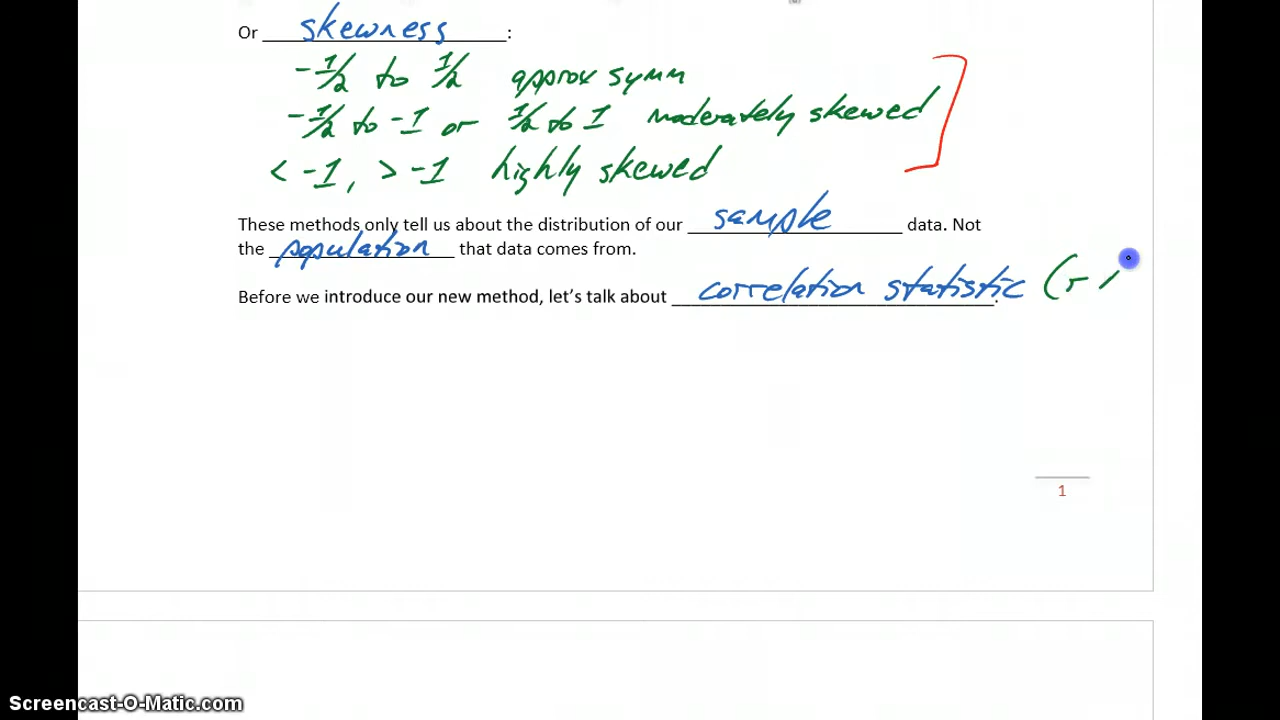 Or skewness:
-1/2 to 1/2 approx symm
-1/2 to -1 or 1/2 to 1 moderately skewed
< -1, > -1 highly skewed
These methods only tell us about the distribution of our sample data. Not
the population that data comes from.
Before we introduce our new method, let's talk about correlation statistic. (r
1
Screencast-O-Matic.com